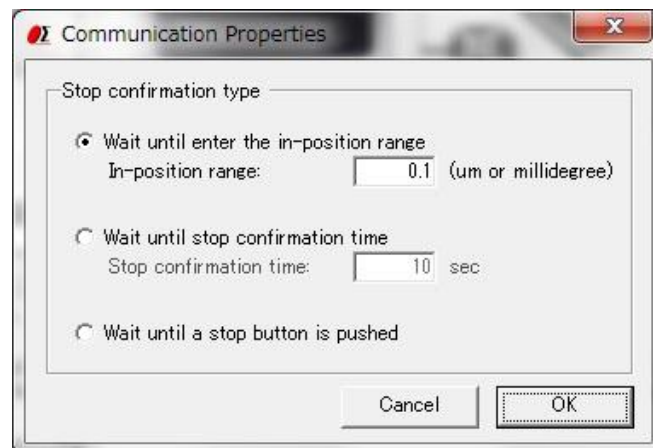 Communication Properties
Stop confirmation type
Wait until enter the in-position range
In-position range: 0.1 (um or millidegree)
Wait until stop confirmation time
Stop confirmation time: 10 sec
Wait until a stop button is pushed
Cancel OK